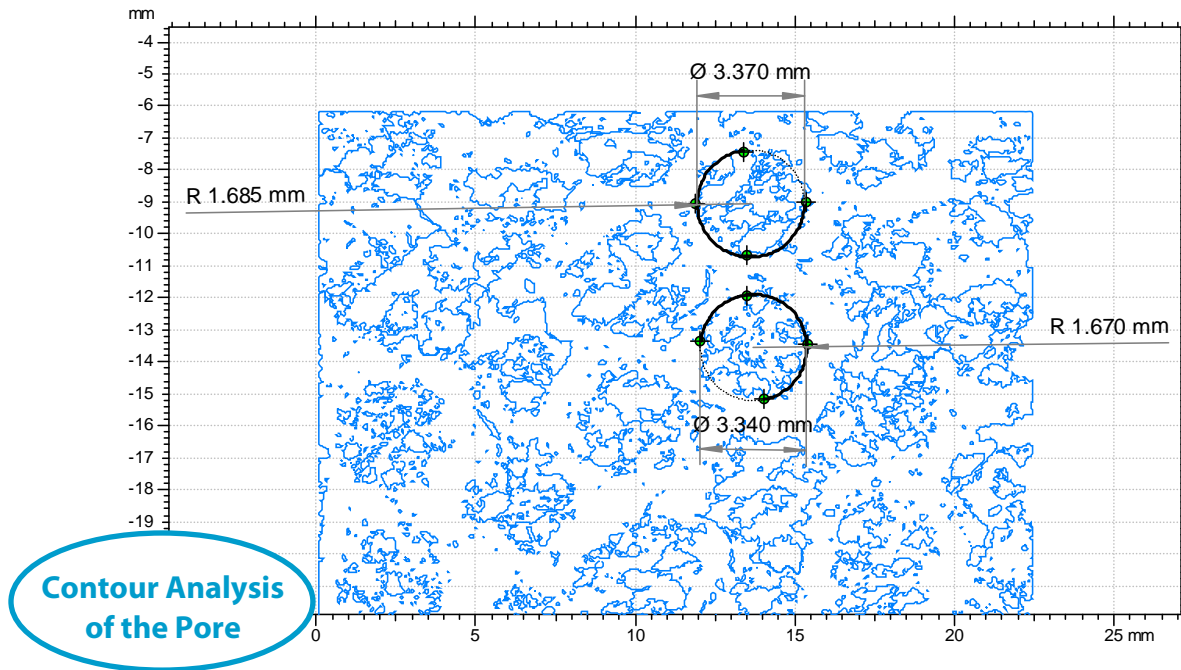 mm
-4
-5
-6
-7
-8
-9
-10
-11
-12
-13
-14
-15
-16
-17
-18
-19
Ø 3.370 mm
R 1.685 mm
R 1.670 mm
Ø 3.340 mm
Contour Analysis
of the Pore
0 5 10 15 20 25 mm